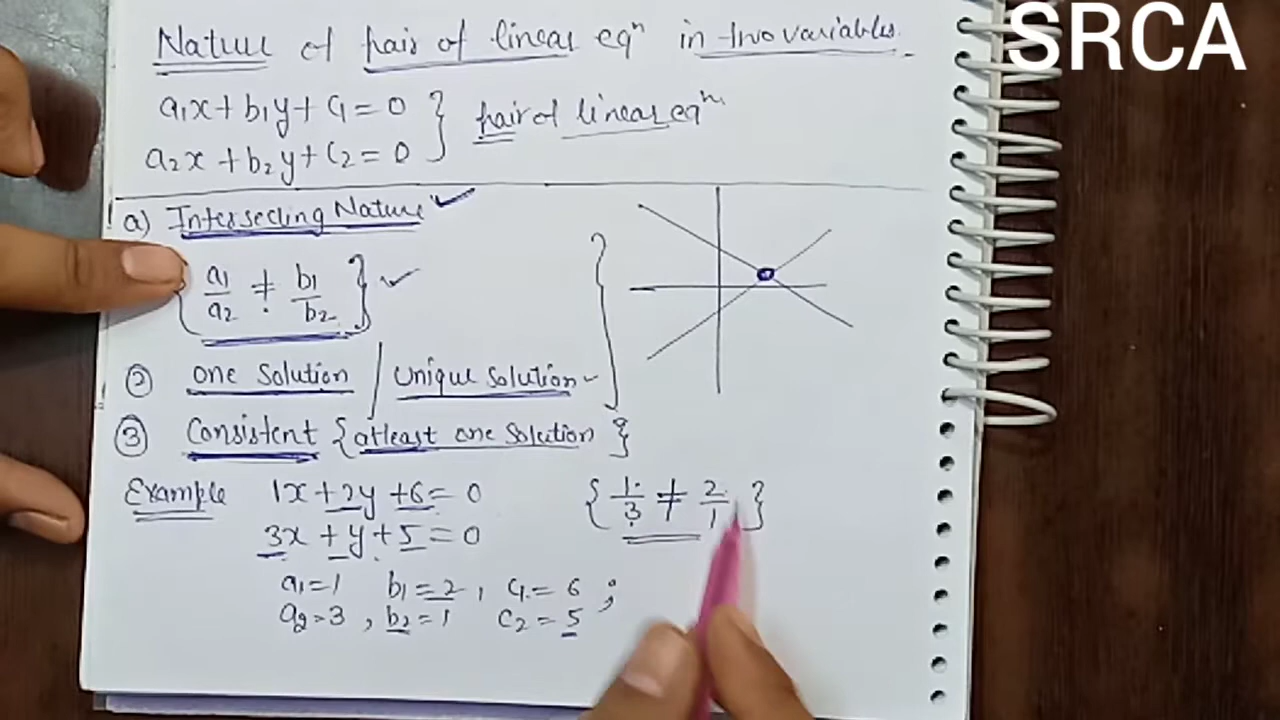 SRCA
Nature of pair of linear eqⁿ in two variables.
a₁x + b₁y + c₁ = 0
a₂x + b₂y + c₂ = 0 } pair of linear eqⁿ.
a) Intersecting Nature ✓
{ a₁/a₂ ≠ b₁/b₂ } ✓
② one solution / Unique solution
③ Consistent { atleast one solution }
Example 1x + 2y + 6 = 0 { 1/3 ≠ 2/1 }
3x + y + 5 = 0
a₁ = 1 b₁ = 2, c₁ = 6 ;
a₂ = 3, b₂ = 1 c₂ = 5